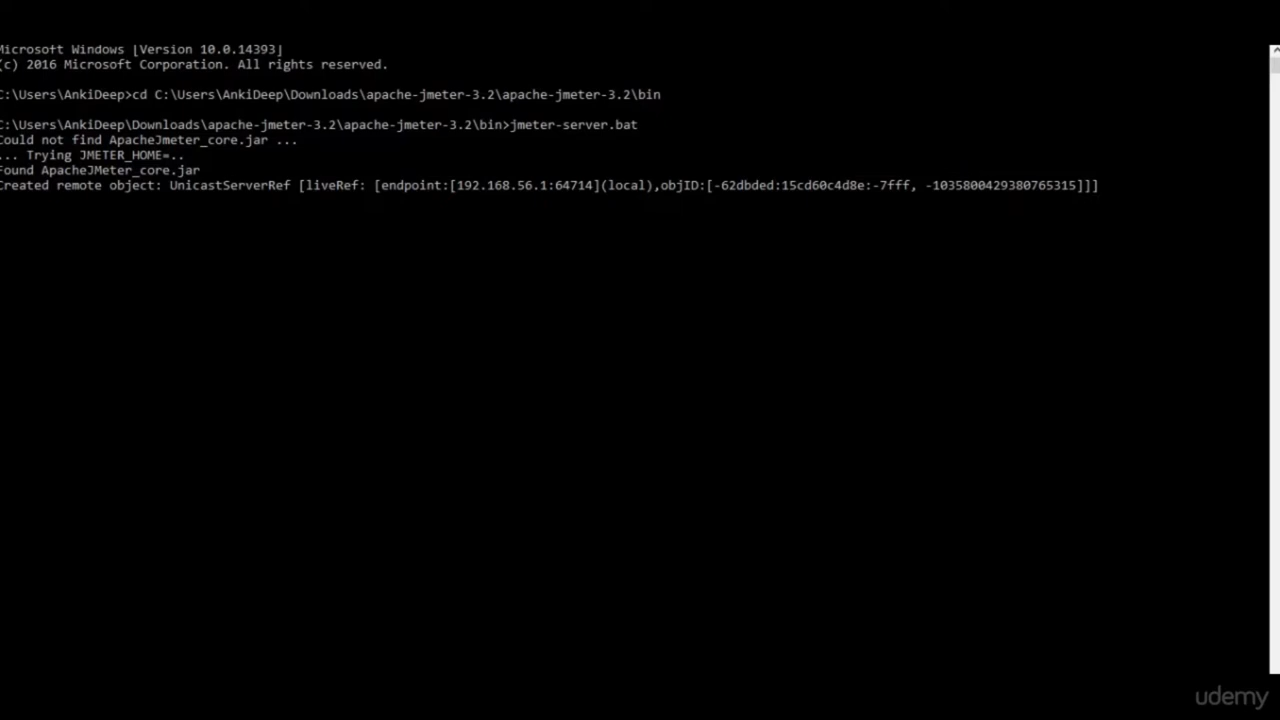 Microsoft Windows [Version 10.0.14393]
(c) 2016 Microsoft Corporation. All rights reserved.
C:\Users\AnkiDeep>cd C:\Users\AnkiDeep\Downloads\apache-jmeter-3.2\apache-jmeter-3.2\bin
C:\Users\AnkiDeep\Downloads\apache-jmeter-3.2\apache-jmeter-3.2\bin>jmeter-server.bat
Could not find ApacheJmeter_core.jar ...
... Trying JMETER_HOME=..
Found ApacheJMeter_core.jar
Created remote object: UnicastServerRef [liveRef: [endpoint:[192.168.56.1:64714](local),objID:[-62dbded:15cd60c4d8e:-7fff, -1035800429380765315]]]
udemy